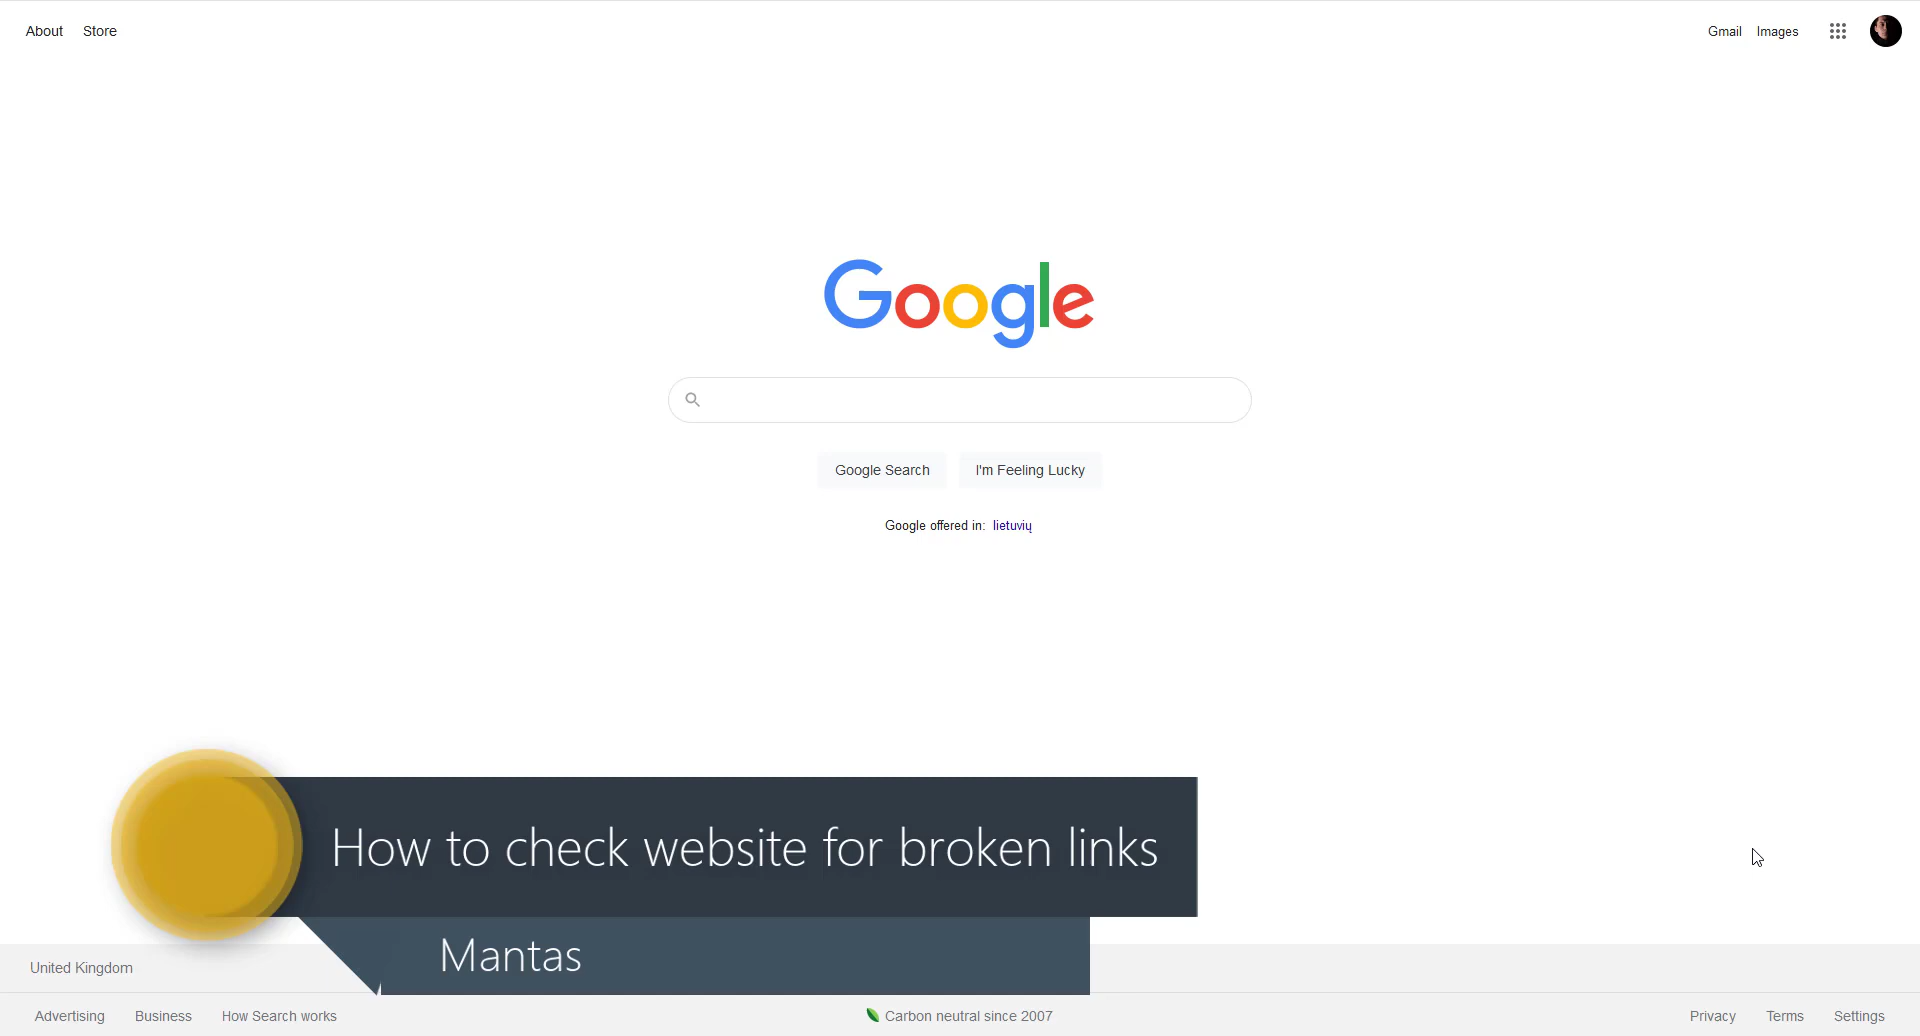 About Store
Gmail Images
Google
Google Search I'm Feeling Lucky
Google offered in: lietuvių
How to check website for broken links
Mantas
United Kingdom
Advertising Business How Search works
Carbon neutral since 2007
Privacy Terms Settings